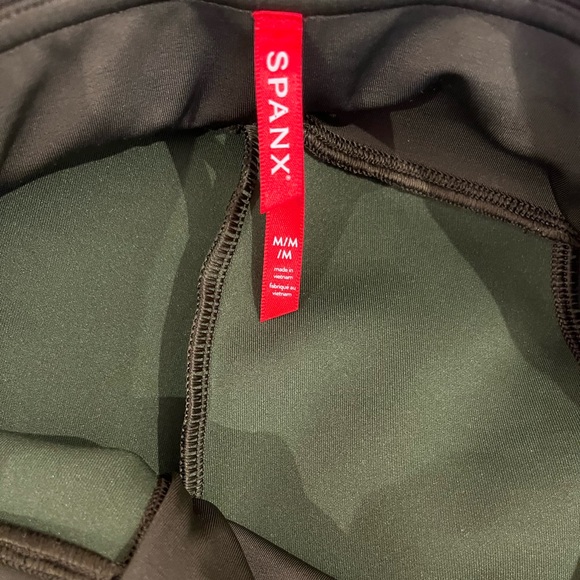 SPANX®
M/M
/M
made in
vietnam
fabriqué au
vietnam